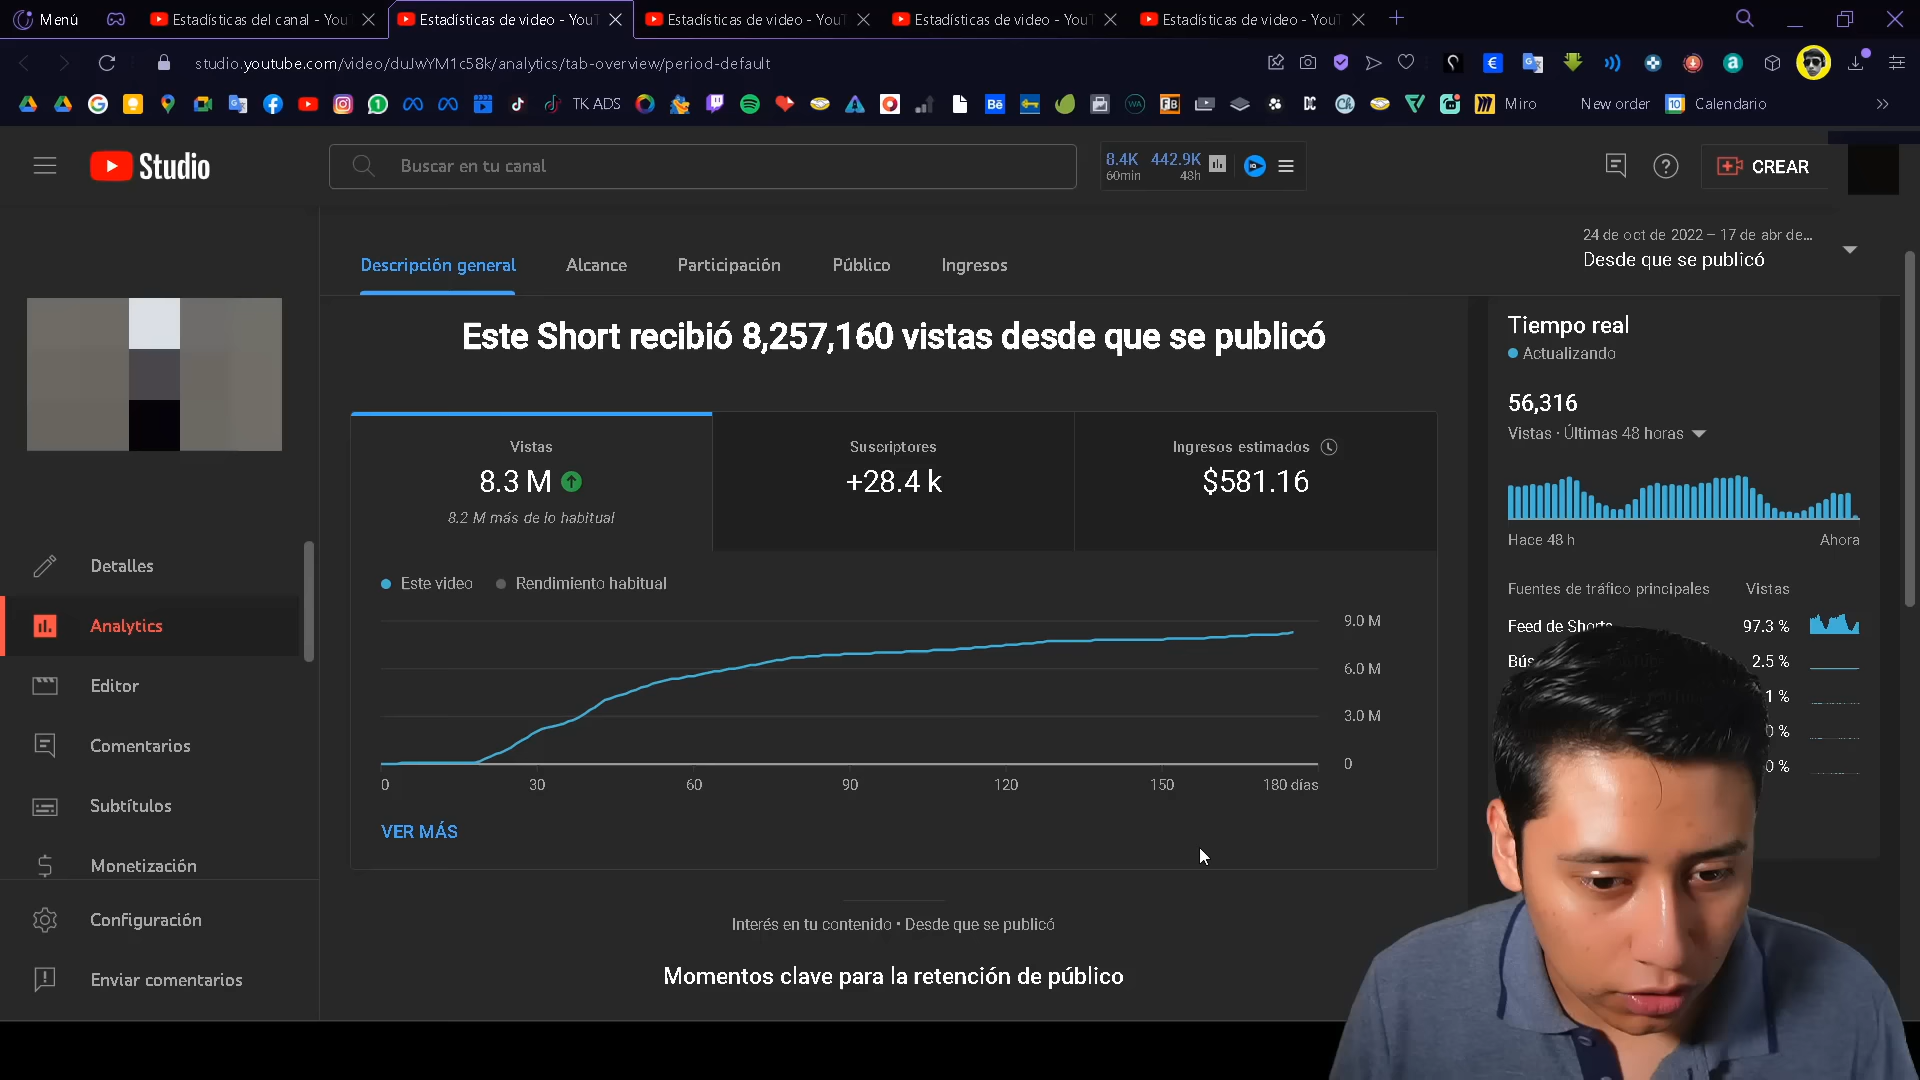 Menú
Estadísticas del canal - You
Estadísticas de video - YouT
Estadísticas de video - YouT
Estadísticas de video - YouT
Estadísticas de video - YouT
studio.youtube.com/video/duJwYM1c58k/analytics/tab-overview/period-default
TK ADS
Miro
New order
10
Calendario
Studio
Buscar en tu canal
8.4K 442.9K
60min 48h
CREAR
Descripción general
Alcance
Participación
Público
Ingresos
24 de oct de 2022 – 17 de abr de...
Desde que se publicó
Este Short recibió 8,257,160 vistas desde que se publicó
Vistas
8.3 M
8.2 M más de lo habitual
Suscriptores
+28.4 k
Ingresos estimados
$581.16
Este video
Rendimiento habitual
9.0 M
6.0 M
3.0 M
0
0 30 60 90 120 150 180 días
VER MÁS
Interés en tu contenido • Desde que se publicó
Momentos clave para la retención de público
Detalles
Analytics
Editor
Comentarios
Subtítulos
Monetización
Configuración
Enviar comentarios
Tiempo real
Actualizando
56,316
Vistas · Últimas 48 horas
Hace 48 h
Ahora
Fuentes de tráfico principales
Vistas
Feed de Shorts
97.3 %
2.5 %